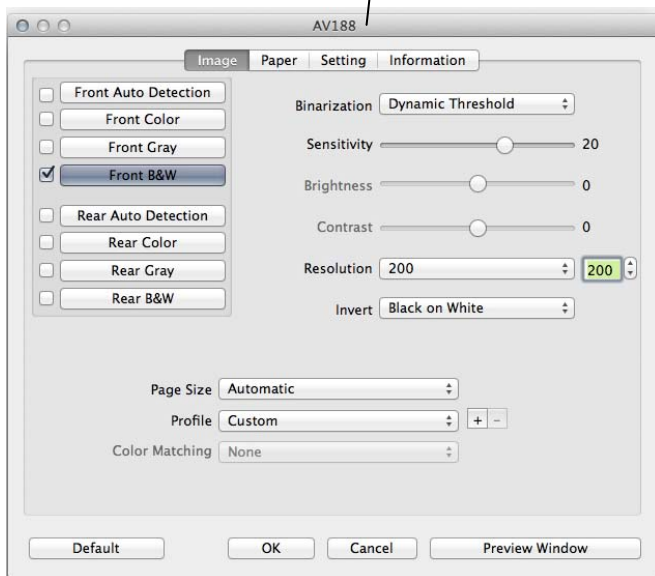 AV188
Image Paper Setting Information
Front Auto Detection
Front Color
Front Gray
Front B&W
Rear Auto Detection
Rear Color
Rear Gray
Rear B&W
Binarization Dynamic Threshold
Sensitivity 20
Brightness 0
Contrast 0
Resolution 200 200
Invert Black on White
Page Size Automatic
Profile Custom + -
Color Matching None
Default OK Cancel Preview Window